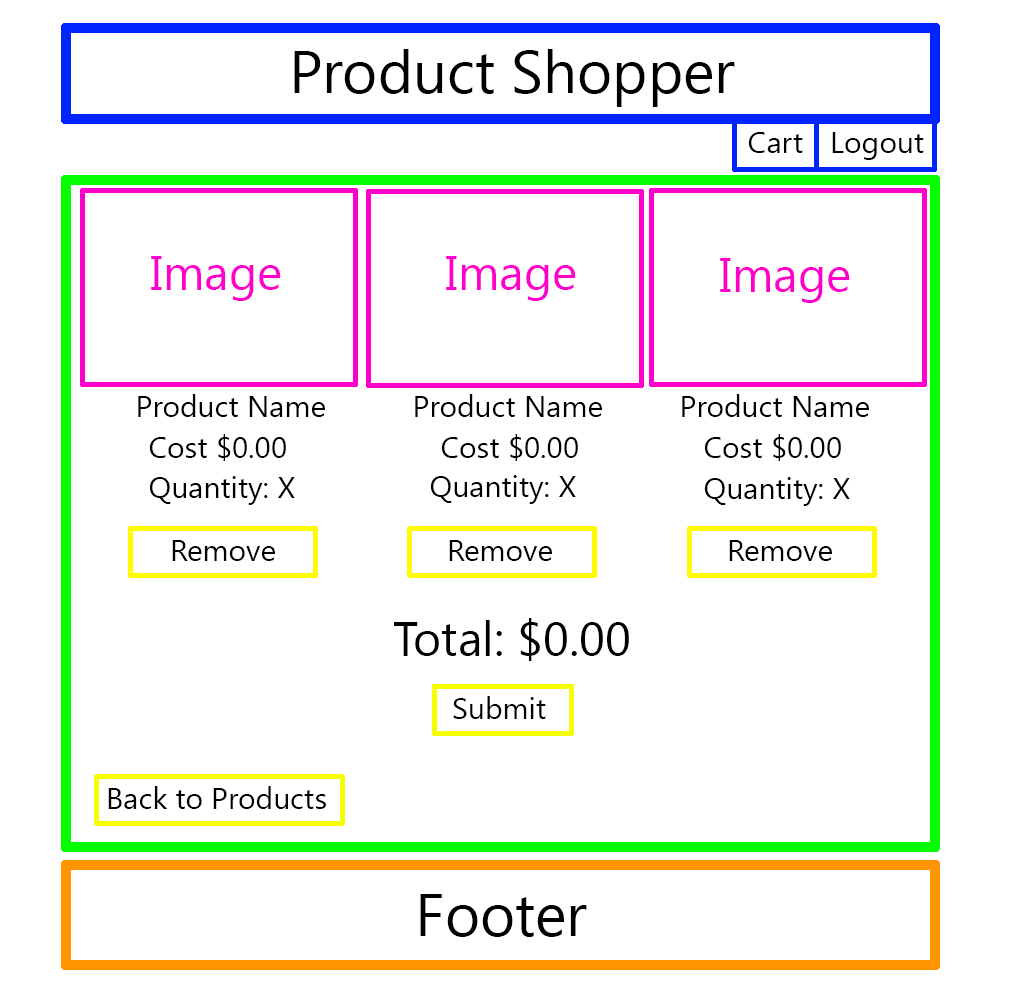 Product Shopper
Cart Logout
Image Image Image
Product Name Product Name Product Name
Cost $0.00 Cost $0.00 Cost $0.00
Quantity: X Quantity: X Quantity: X
Remove Remove Remove
Total: $0.00
Submit
Back to Products
Footer